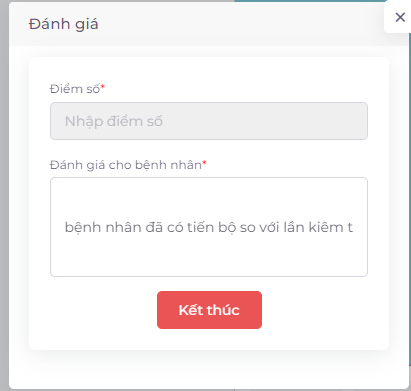 Đánh giá
Điểm số*
Nhập điểm số
Đánh giá cho bệnh nhân*
bệnh nhân đã có tiến bộ so với lần kiêm t
Kết thúc